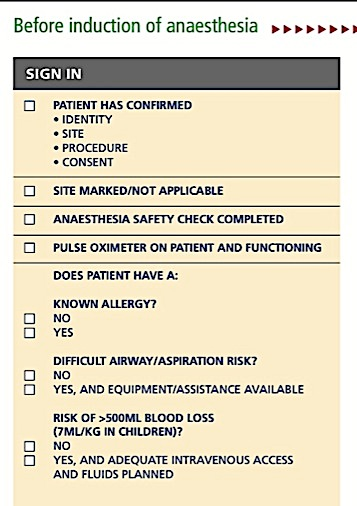 Before induction of anaesthesia
SIGN IN
PATIENT HAS CONFIRMED
• IDENTITY
• SITE
• PROCEDURE
• CONSENT
SITE MARKED/NOT APPLICABLE
ANAESTHESIA SAFETY CHECK COMPLETED
PULSE OXIMETER ON PATIENT AND FUNCTIONING
DOES PATIENT HAVE A:
KNOWN ALLERGY?
NO
YES
DIFFICULT AIRWAY/ASPIRATION RISK?
NO
YES, AND EQUIPMENT/ASSISTANCE AVAILABLE
RISK OF >500ML BLOOD LOSS
(7ML/KG IN CHILDREN)?
NO
YES, AND ADEQUATE INTRAVENOUS ACCESS
AND FLUIDS PLANNED